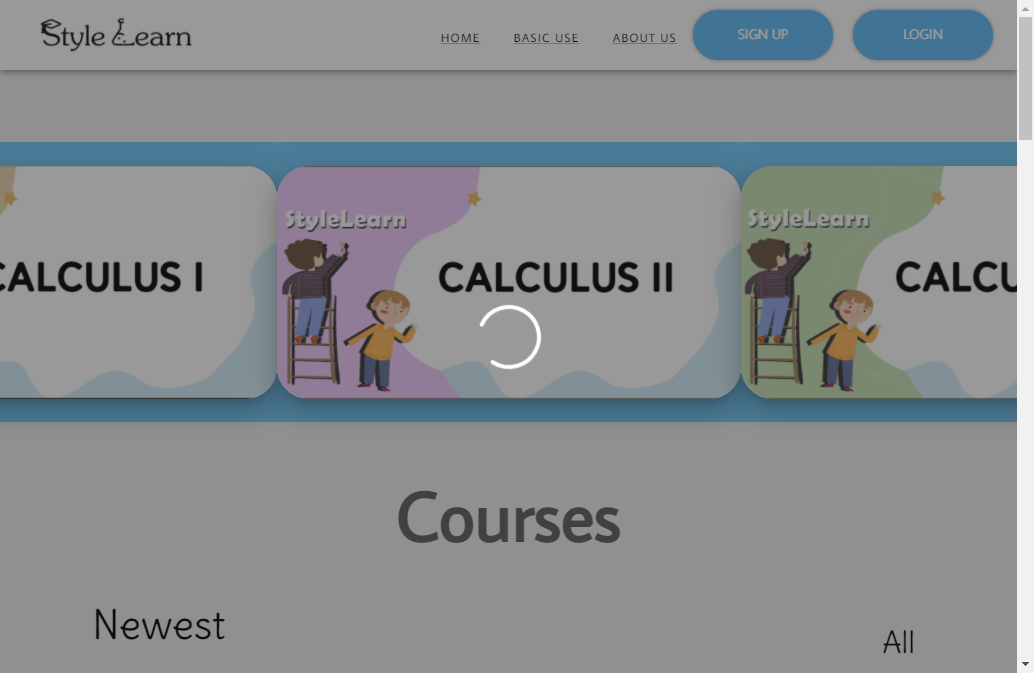 Style Learn
HOME
BASIC USE
ABOUT US
SIGN UP
LOGIN
CALCULUS I
StyleLearn
CALCULUS II
StyleLearn
CALCU
Courses
Newest
All